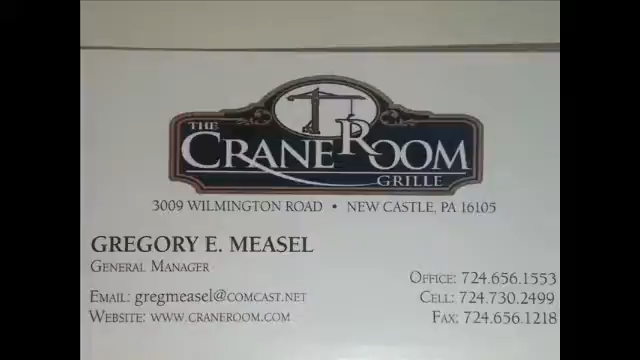 THE
CRANE ROOM
GRILLE
3009 WILMINGTON ROAD • NEW CASTLE, PA 16105
GREGORY E. MEASEL
GENERAL MANAGER
OFFICE: 724.656.1553
EMAIL: gregmeasel@COMCAST.NET
CELL: 724.730.2499
WEBSITE: WWW.CRANEROOM.COM
FAX: 724.656.1218